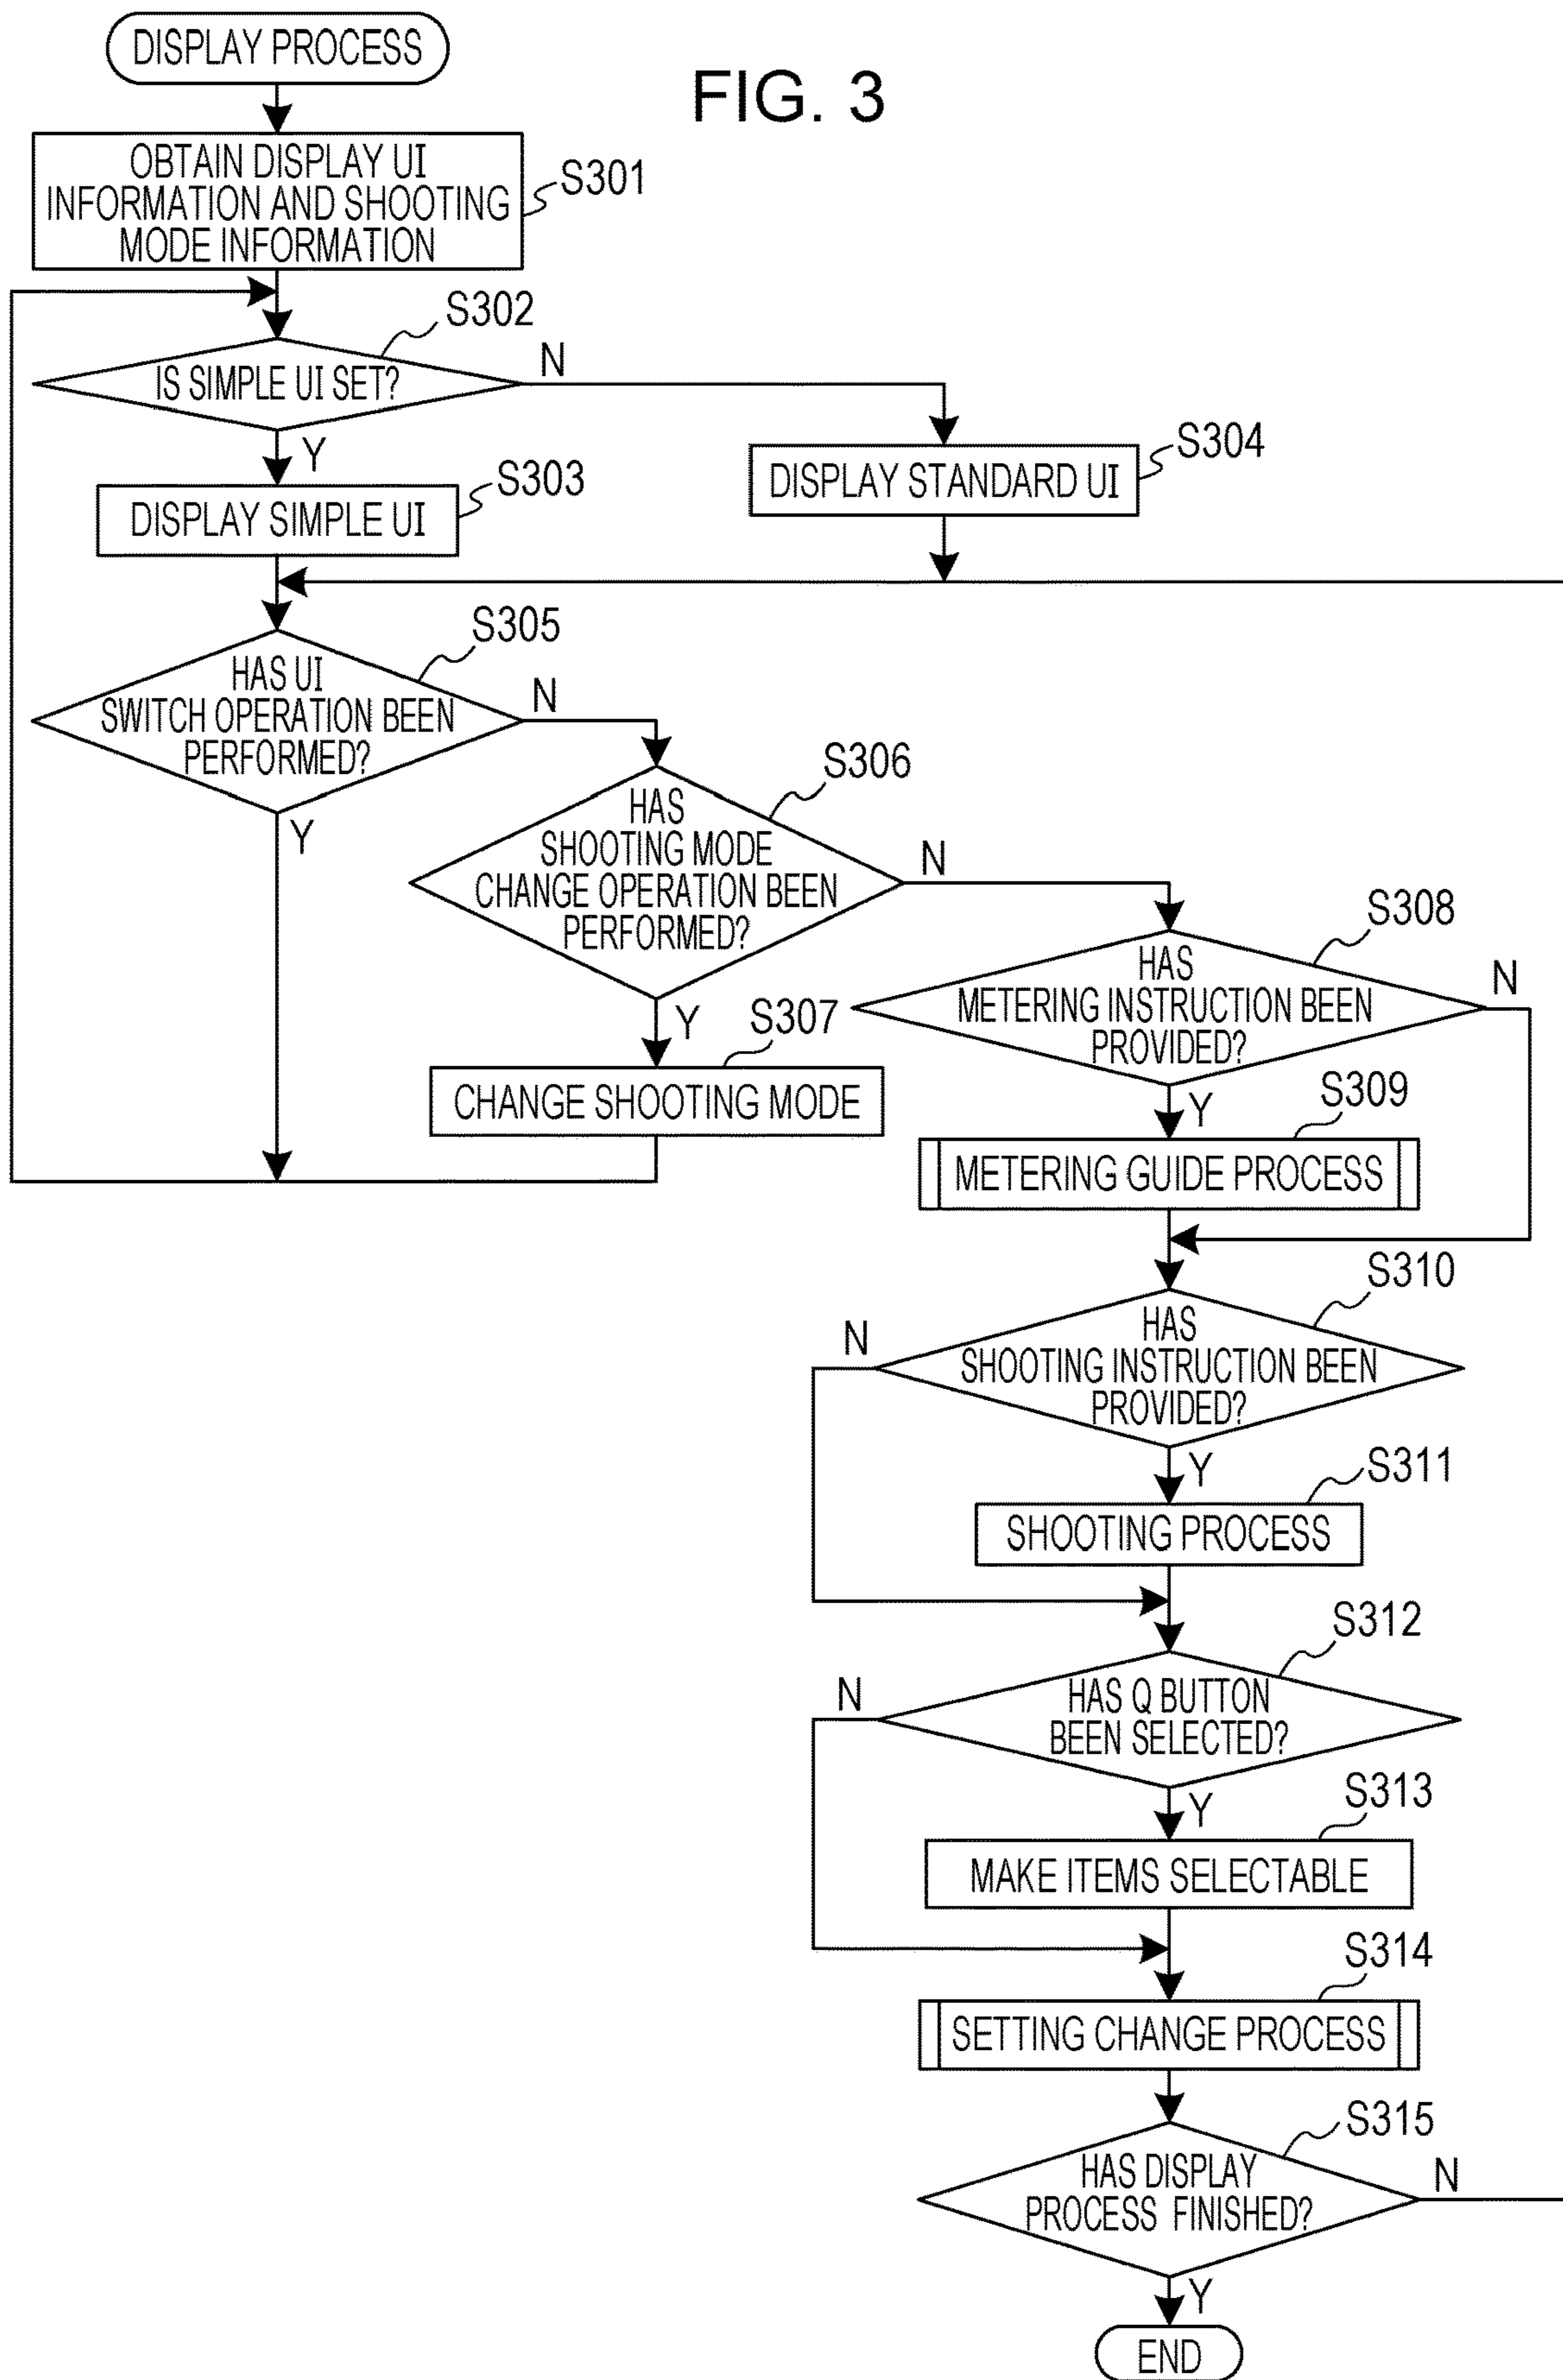 DISPLAY PROCESS
FIG. 3
OBTAIN DISPLAY UI
INFORMATION AND SHOOTING
MODE INFORMATION
S301
S302
IS SIMPLE UI SET?
N
Y
S303
DISPLAY SIMPLE UI
S304
DISPLAY STANDARD UI
S305
HAS UI
SWITCH OPERATION BEEN
PERFORMED?
N
Y
S306
HAS
SHOOTING MODE
CHANGE OPERATION BEEN
PERFORMED?
N
Y
S307
CHANGE SHOOTING MODE
S308
HAS
METERING INSTRUCTION BEEN
PROVIDED?
N
Y
S309
METERING GUIDE PROCESS
S310
HAS
SHOOTING INSTRUCTION BEEN
PROVIDED?
N
Y
S311
SHOOTING PROCESS
S312
HAS Q BUTTON
BEEN SELECTED?
N
Y
S313
MAKE ITEMS SELECTABLE
S314
SETTING CHANGE PROCESS
S315
HAS DISPLAY
PROCESS FINISHED?
N
Y
END